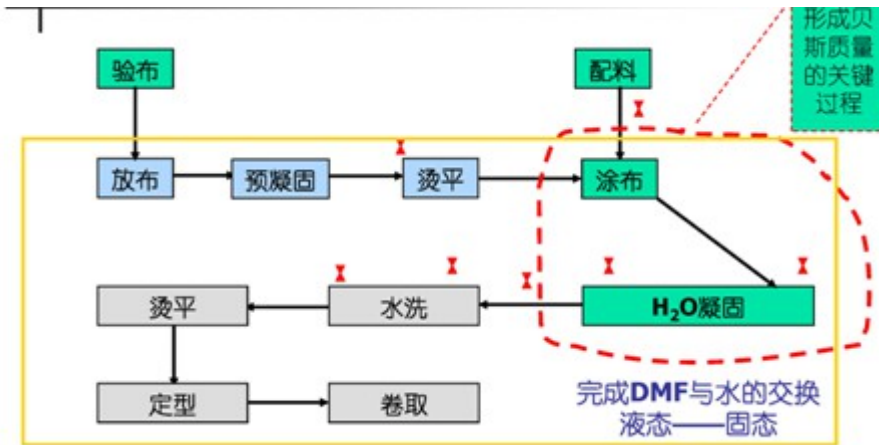 形成贝
斯质量
的关键
过程
验布
配料
放布
预凝固
烫平
涂布
烫平
水洗
H₂O凝固
定型
卷取
完成DMF与水的交换
液态——固态